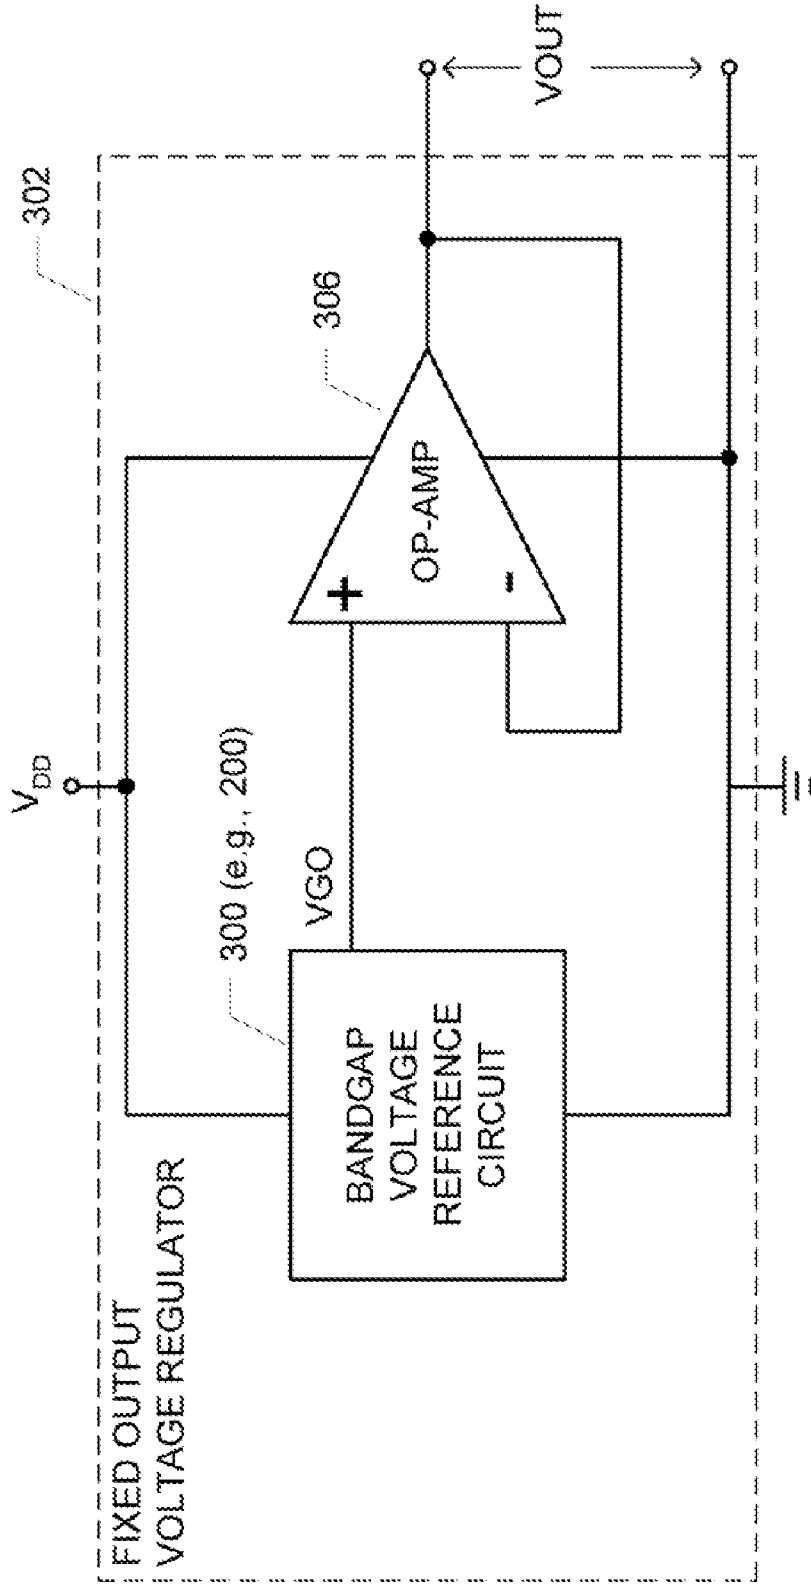 FIXED OUTPUT
VOLTAGE REGULATOR
302
V_DD
300 (e.g., 200)
BANDGAP
VOLTAGE
REFERENCE
CIRCUIT
VGO
306
+
OP-AMP
-
VOUT